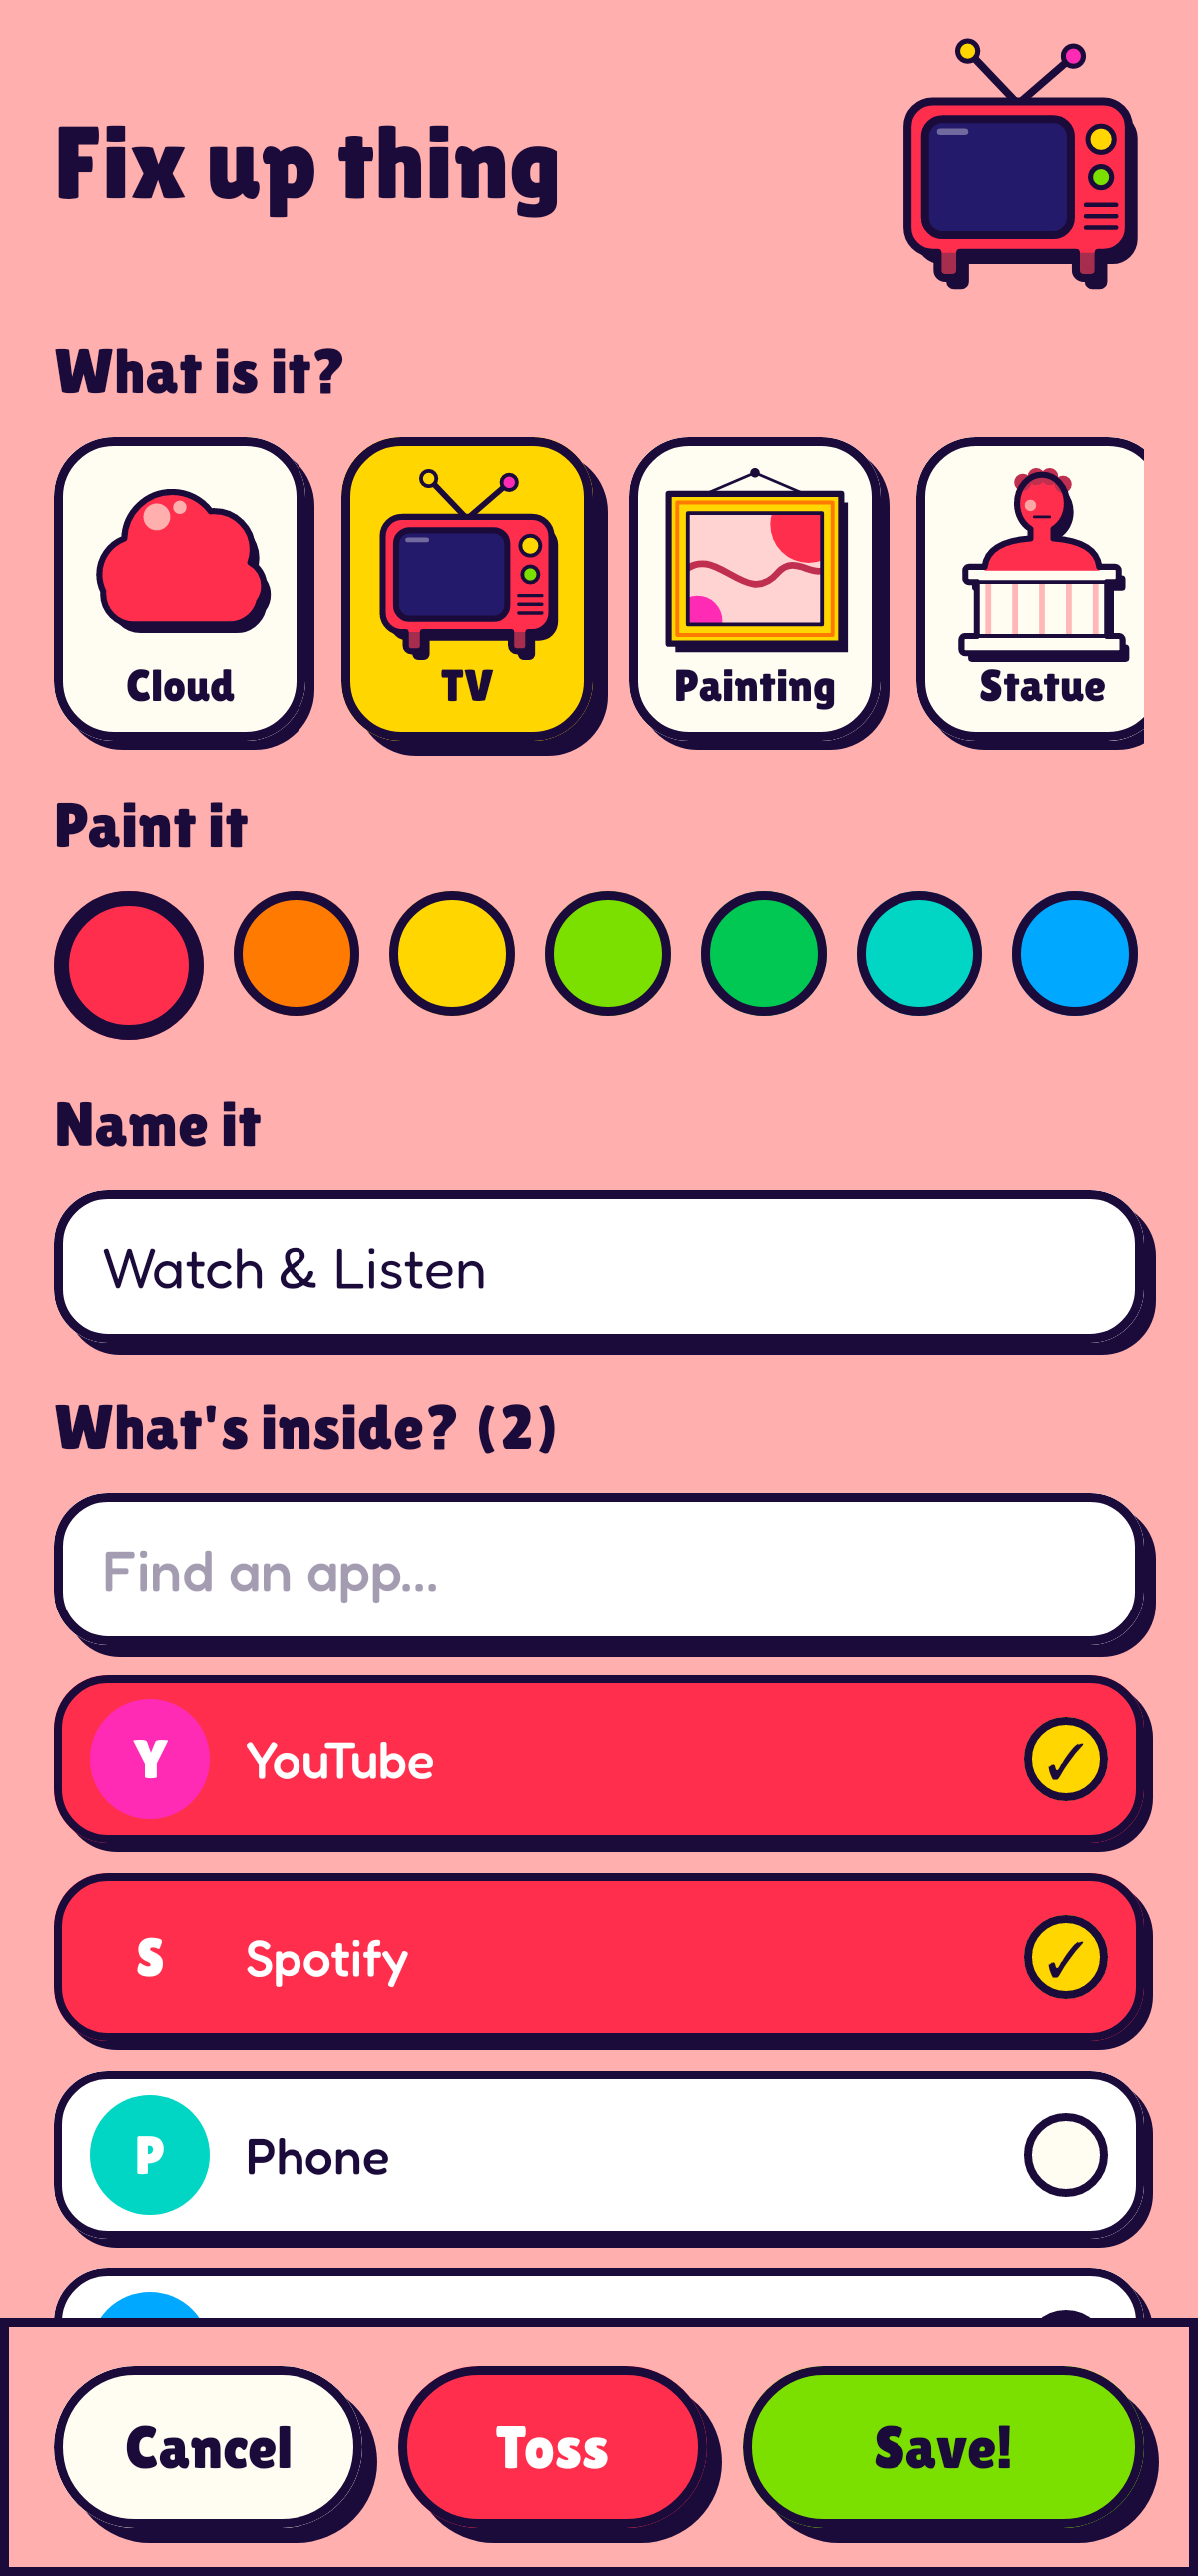 Fix up thing
What is it?
Cloud
TV
Painting
Statue
Paint it
Name it
Watch & Listen
What's inside? (2)
Find an app...
Y YouTube ✓
S Spotify ✓
P Phone
Cancel
Toss
Save!